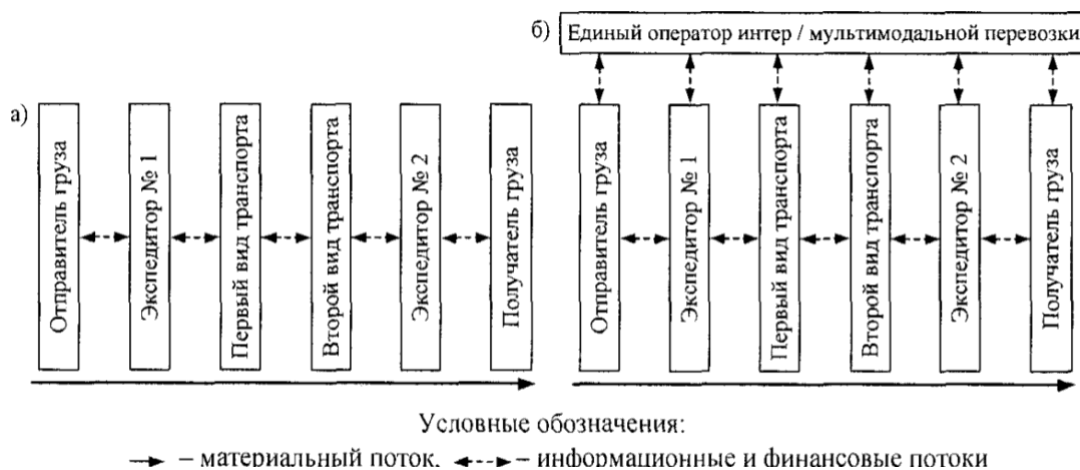 а)
Отправитель груза
Экспедитор № 1
Первый вид транспорта
Второй вид транспорта
Экспедитор № 2
Получатель груза
б)
Единый оператор интер / мультимодальной перевозки
Отправитель груза
Экспедитор № 1
Первый вид транспорта
Второй вид транспорта
Экспедитор № 2
Получатель груза
Условные обозначения:
– материальный поток, – информационные и финансовые потоки